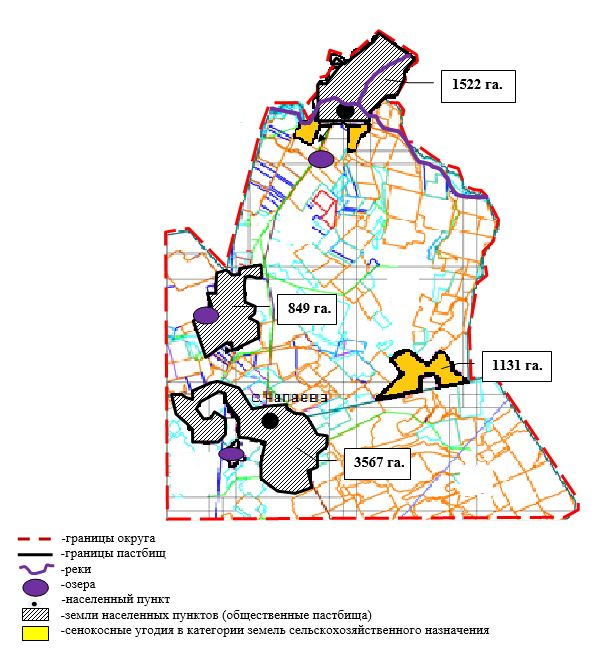 1522 га.
849 га.
1131 га.
с.Чапаева
3567 га.
-границы округа
-границы пастбищ
-реки
-озера
-населенный пункт
-земли населенных пунктов (общественные пастбища)
-сенокосные угодия в категории земель сельскохозяйственного назначения